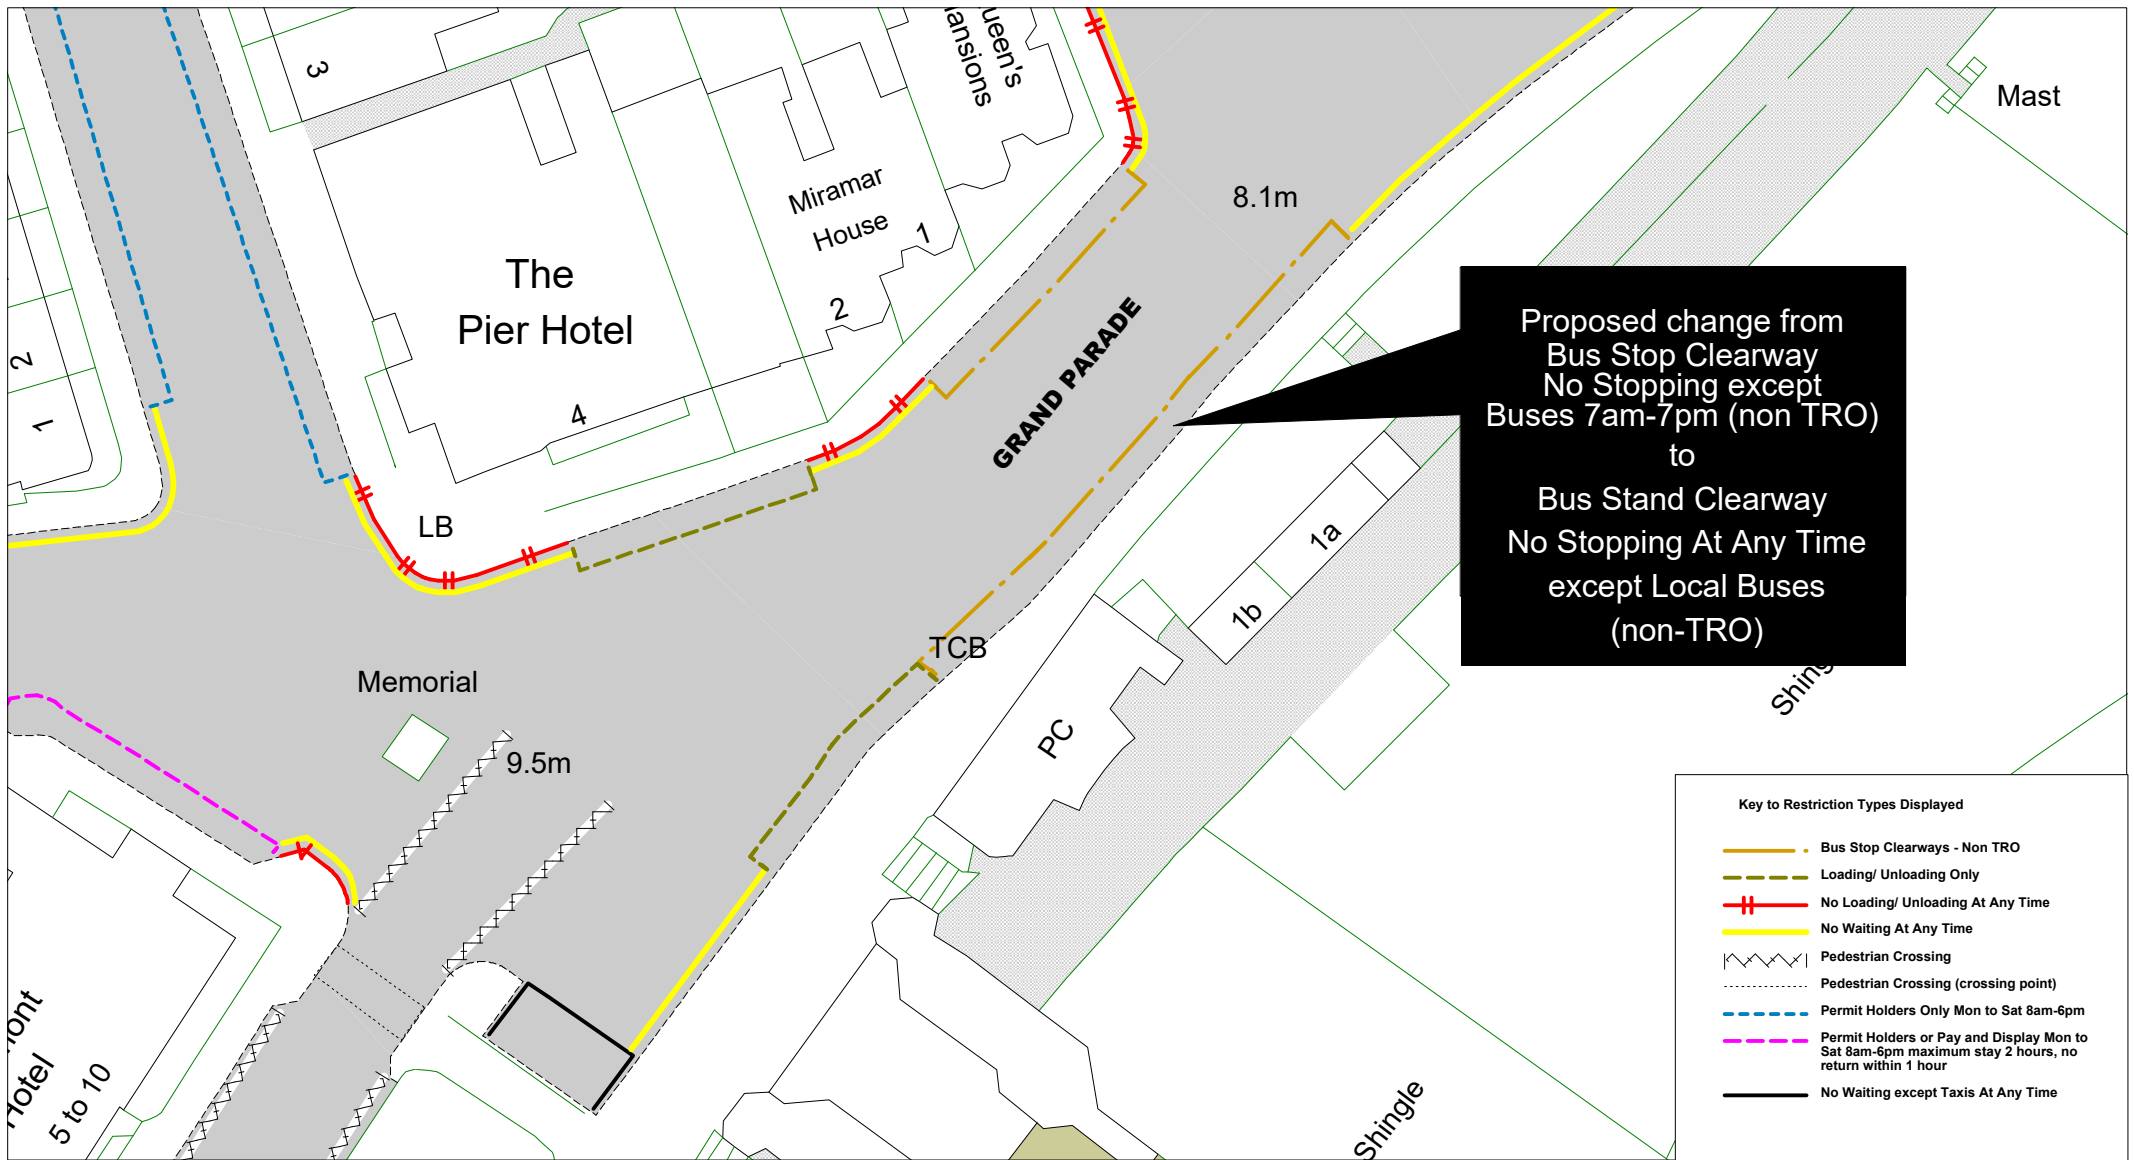 3
ueen's
ansions
Mast
Miramar
House
1
8.1m
The
Pier Hotel
2
2
1
4
GRAND PARADE
Proposed change from
Bus Stop Clearway
No Stopping except
Buses 7am-7pm (non TRO)
to
Bus Stand Clearway
No Stopping At Any Time
except Local Buses
(non-TRO)
LB
1a
1b
TCB
Memorial
Shing
PC
9.5m
Key to Restriction Types Displayed
Bus Stop Clearways - Non TRO
Loading/ Unloading Only
No Loading/ Unloading At Any Time
No Waiting At Any Time
Pedestrian Crossing
Pedestrian Crossing (crossing point)
Permit Holders Only Mon to Sat 8am-6pm
Permit Holders or Pay and Display Mon to
Sat 8am-6pm maximum stay 2 hours, no
return within 1 hour
No Waiting except Taxis At Any Time
ont
Hotel
5 to 10
Shingle